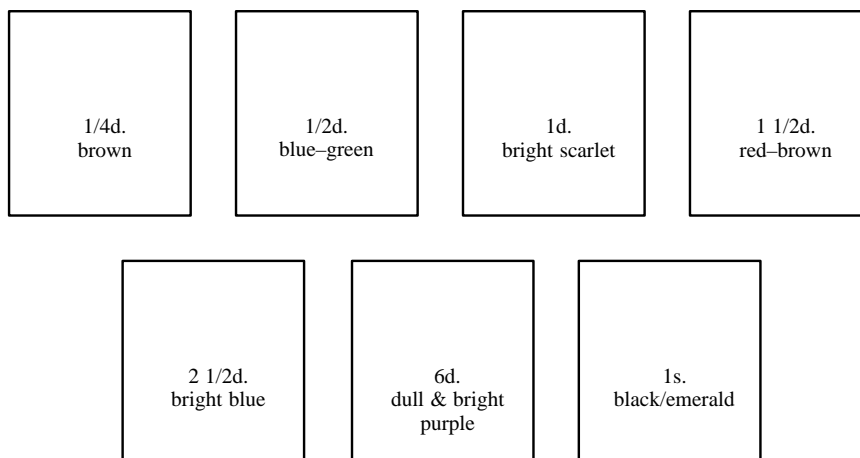 1/4d.
brown
1/2d.
blue–green
1d.
bright scarlet
1 1/2d.
red–brown
2 1/2d.
bright blue
6d.
dull & bright
purple
1s.
black/emerald